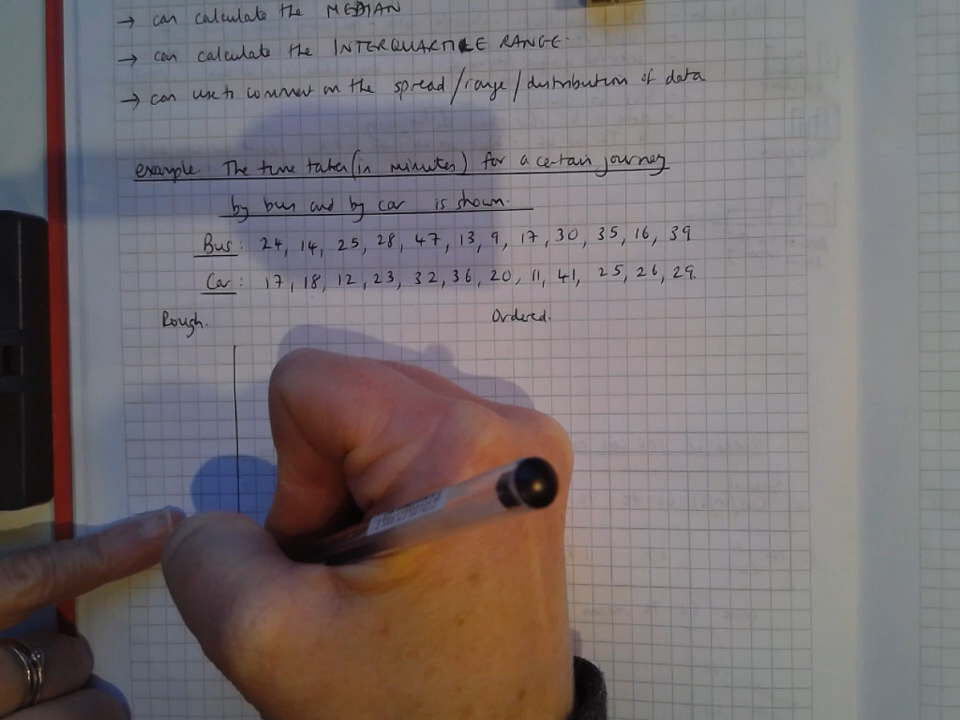 → can calculate the MEDIAN
→ can calculate the INTERQUARTILE RANGE.
→ can use to comment on the spread/range/distribution of data
example. The time taken (in minutes) for a certain journey
by bus and by car is shown.
Bus: 24, 14, 25, 28, 47, 13, 9, 17, 30, 35, 16, 39
Car: 17, 18, 12, 23, 32, 36, 20, 11, 41, 25, 26, 29.
Rough. Ordered.